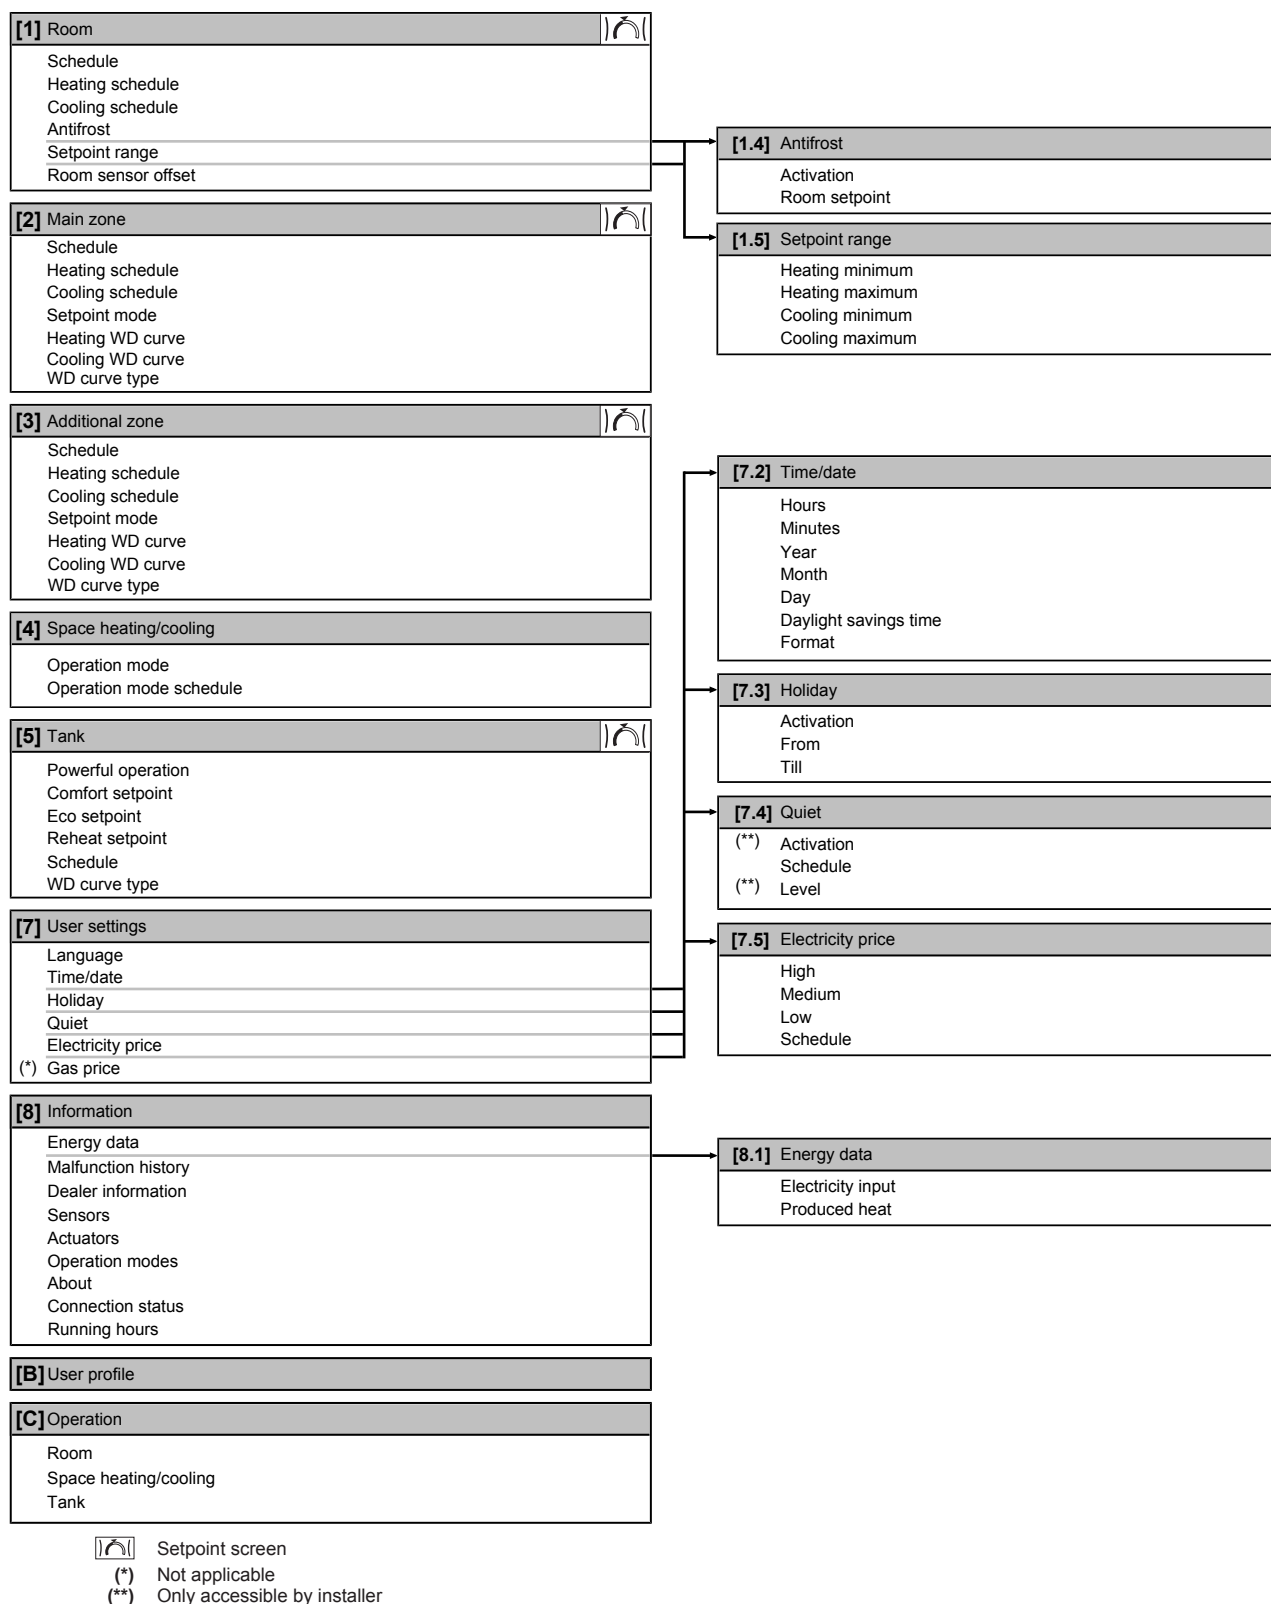 [1] Room
Schedule
Heating schedule
Cooling schedule
Antifrost
Setpoint range
Room sensor offset
[1.4] Antifrost
Activation
Room setpoint
[1.5] Setpoint range
Heating minimum
Heating maximum
Cooling minimum
Cooling maximum
[2] Main zone
Schedule
Heating schedule
Cooling schedule
Setpoint mode
Heating WD curve
Cooling WD curve
WD curve type
[3] Additional zone
Schedule
Heating schedule
Cooling schedule
Setpoint mode
Heating WD curve
Cooling WD curve
WD curve type
[4] Space heating/cooling
Operation mode
Operation mode schedule
[5] Tank
Powerful operation
Comfort setpoint
Eco setpoint
Reheat setpoint
Schedule
WD curve type
[7] User settings
Language
Time/date
Holiday
Quiet
Electricity price
(*) Gas price
[7.2] Time/date
Hours
Minutes
Year
Month
Day
Daylight savings time
Format
[7.3] Holiday
Activation
From
Till
[7.4] Quiet
(**) Activation
Schedule
(**) Level
[7.5] Electricity price
High
Medium
Low
Schedule
[8] Information
Energy data
Malfunction history
Dealer information
Sensors
Actuators
Operation modes
About
Connection status
Running hours
[8.1] Energy data
Electricity input
Produced heat
[B] User profile
[C] Operation
Room
Space heating/cooling
Tank
Setpoint screen
(*) Not applicable
(**) Only accessible by installer